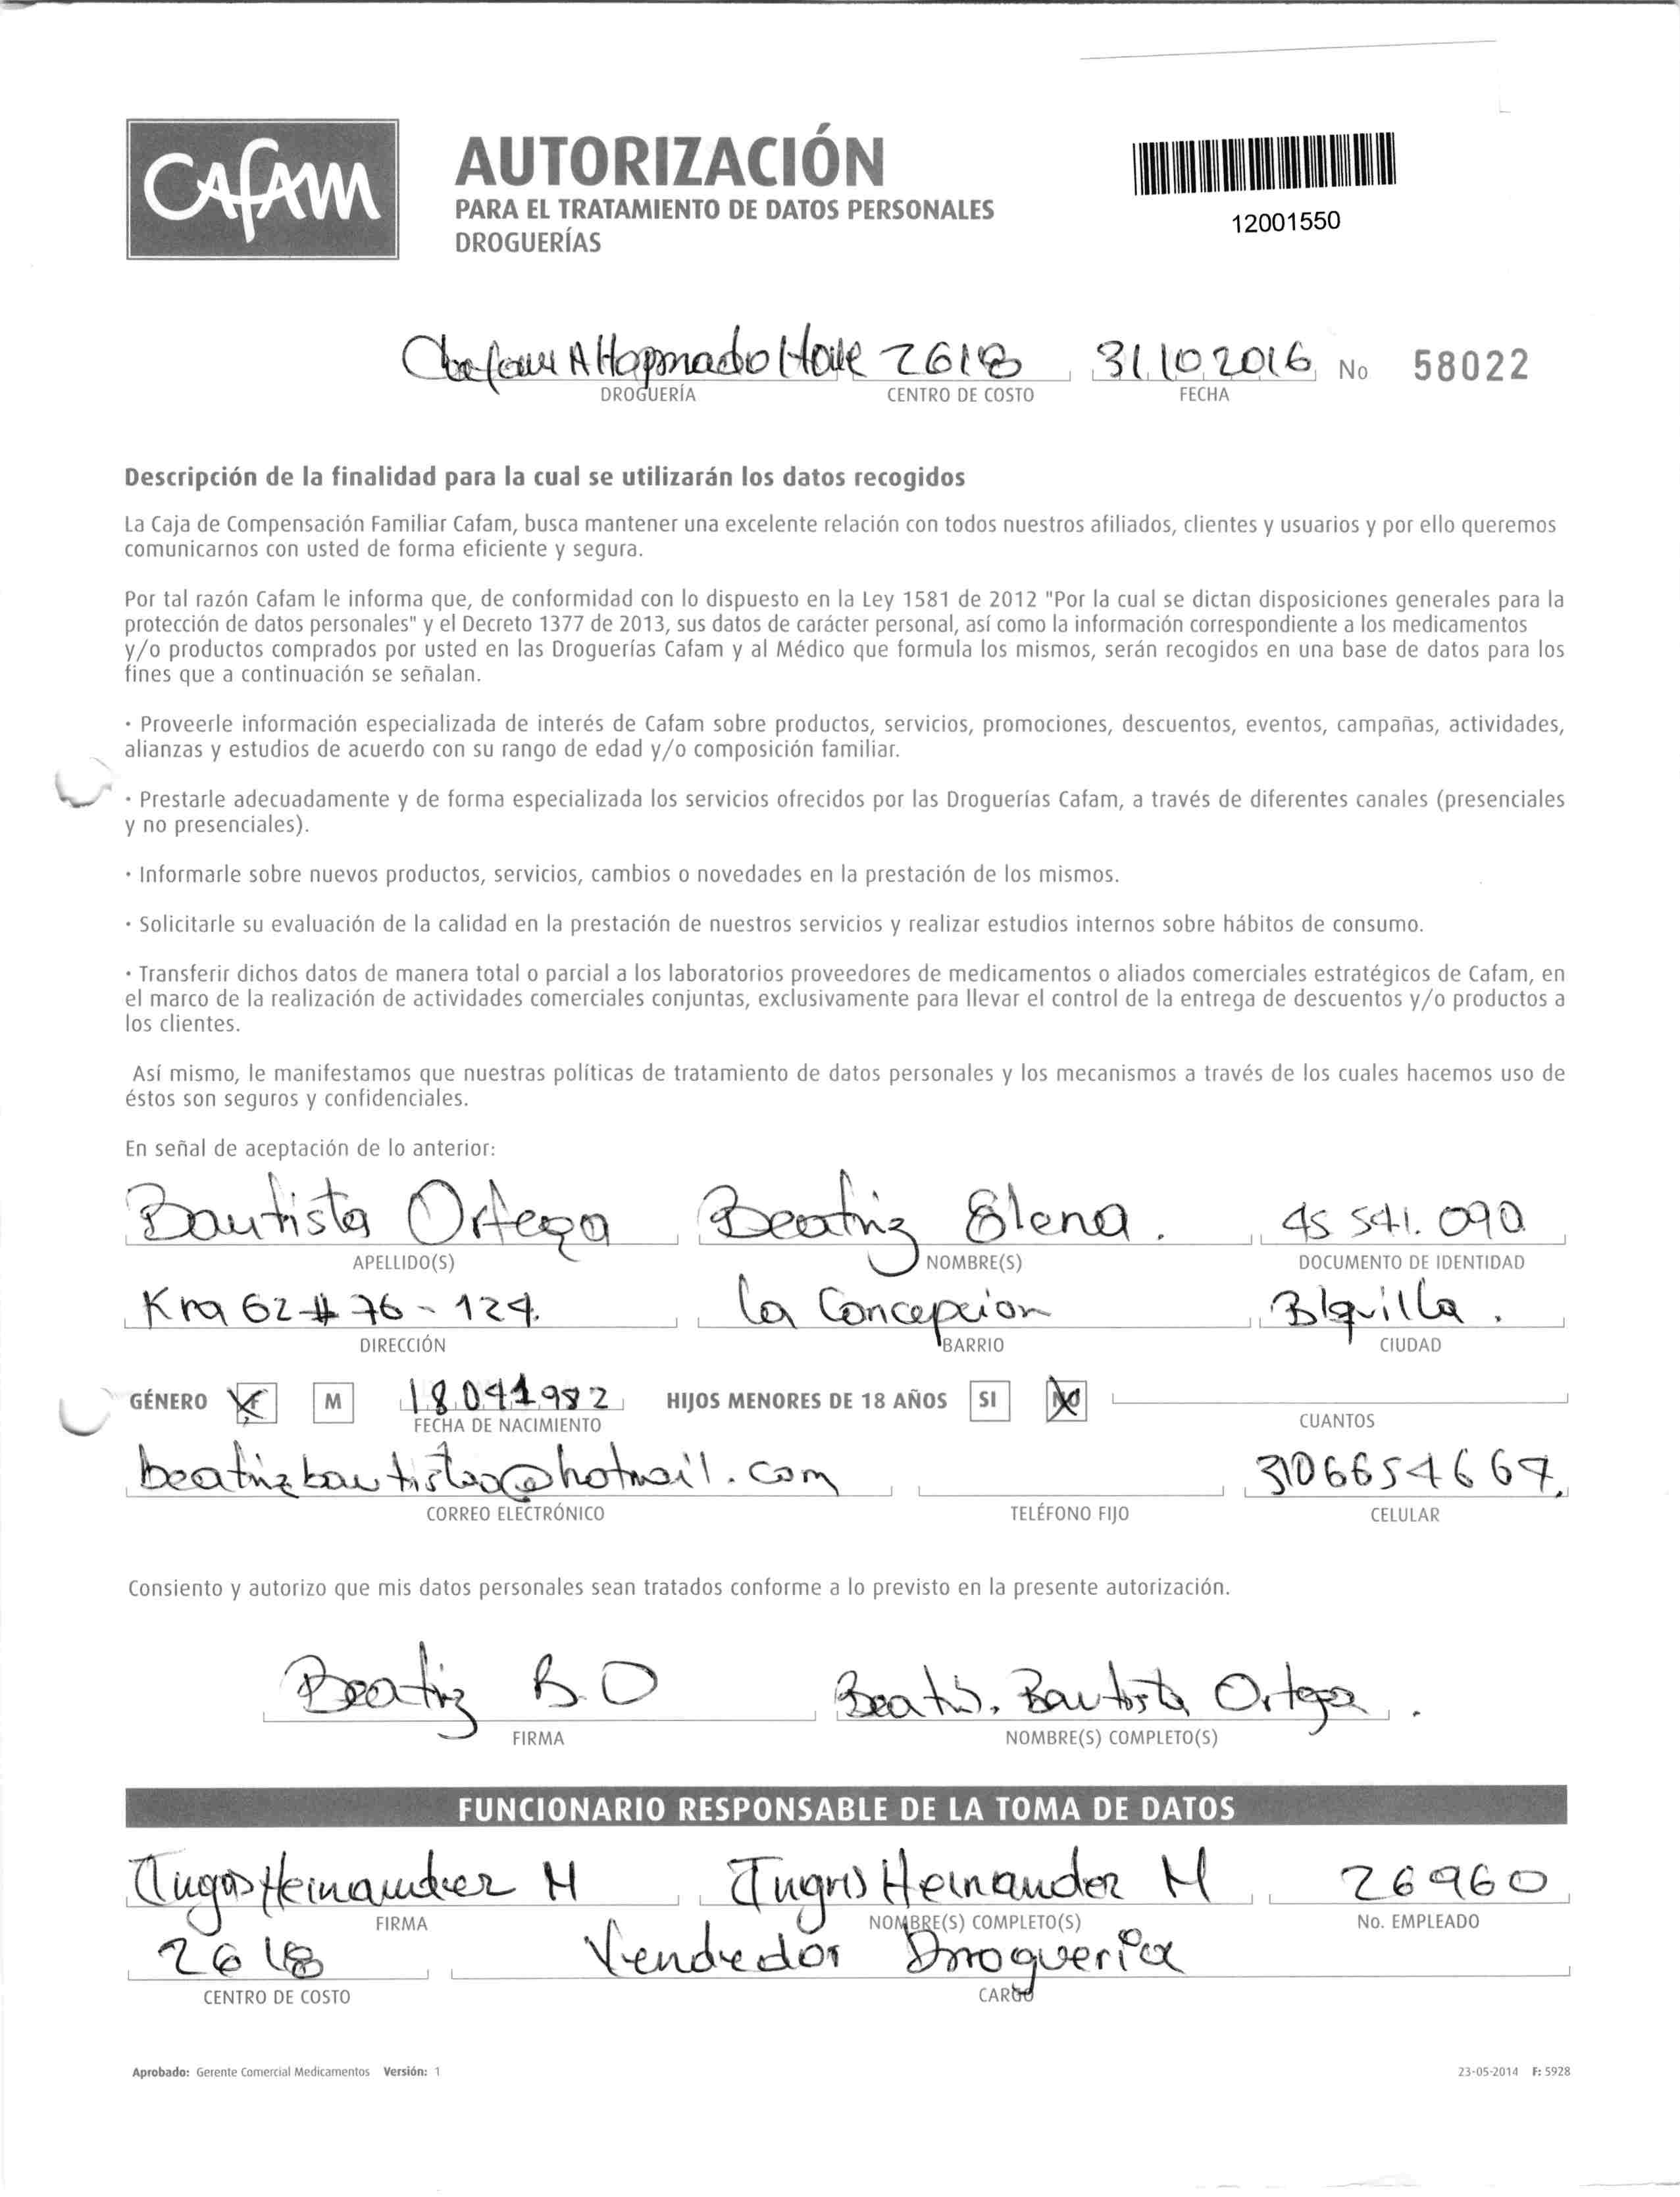 Cafam
AUTORIZACIÓN
PARA EL TRATAMIENTO DE DATOS PERSONALES
DROGUERÍAS
12001550
2618 31 10 2016 No 58022
DROGUERÍA CENTRO DE COSTO FECHA
Descripción de la finalidad para la cual se utilizarán los datos recogidos
La Caja de Compensación Familiar Cafam, busca mantener una excelente relación con todos nuestros afiliados, clientes y usuarios y por ello queremos
comunicarnos con usted de forma eficiente y segura.
Por tal razón Cafam le informa que, de conformidad con lo dispuesto en la Ley 1581 de 2012 "Por la cual se dictan disposiciones generales para la
protección de datos personales" y el Decreto 1377 de 2013, sus datos de carácter personal, así como la información correspondiente a los medicamentos
y/o productos comprados por usted en las Droguerías Cafam y al Médico que formula los mismos, serán recogidos en una base de datos para los
fines que a continuación se señalan.
· Proveerle información especializada de interés de Cafam sobre productos, servicios, promociones, descuentos, eventos, campañas, actividades,
alianzas y estudios de acuerdo con su rango de edad y/o composición familiar.
· Prestarle adecuadamente y de forma especializada los servicios ofrecidos por las Droguerías Cafam, a través de diferentes canales (presenciales
y no presenciales).
· Informarle sobre nuevos productos, servicios, cambios o novedades en la prestación de los mismos.
· Solicitarle su evaluación de la calidad en la prestación de nuestros servicios y realizar estudios internos sobre hábitos de consumo.
· Transferir dichos datos de manera total o parcial a los laboratorios proveedores de medicamentos o aliados comerciales estratégicos de Cafam, en
el marco de la realización de actividades comerciales conjuntas, exclusivamente para llevar el control de la entrega de descuentos y/o productos a
los clientes.
Así mismo, le manifestamos que nuestras políticas de tratamiento de datos personales y los mecanismos a través de los cuales hacemos uso de
éstos son seguros y confidenciales.
En señal de aceptación de lo anterior:
Bautista Ortega Beatriz Elena. 45 541. 090
APELLIDO(S) NOMBRE(S) DOCUMENTO DE IDENTIDAD
Kra 62 # 76 - 124. la Concepcion Blquilla.
DIRECCIÓN BARRIO CIUDAD
GÉNERO F M 18 04 1982 HIJOS MENORES DE 18 AÑOS SI NO
FECHA DE NACIMIENTO CUANTOS
beatrizbautistao@hotmail.com 3106654667.
CORREO ELECTRÓNICO TELÉFONO FIJO CELULAR
Consiento y autorizo que mis datos personales sean tratados conforme a lo previsto en la presente autorización.
Beatriz B.O Beatriz. Bautista Ortega.
FIRMA NOMBRE(S) COMPLETO(S)
FUNCIONARIO RESPONSABLE DE LA TOMA DE DATOS
Ingris Hernandez M Ingris Hernandez M 26960
FIRMA NOMBRE(S) COMPLETO(S) No. EMPLEADO
2618 Vendedor Drogueria
CENTRO DE COSTO CARGO
Aprobado: Gerente Comercial Medicamentos Versión: 1 23-05-2014 F: 5928